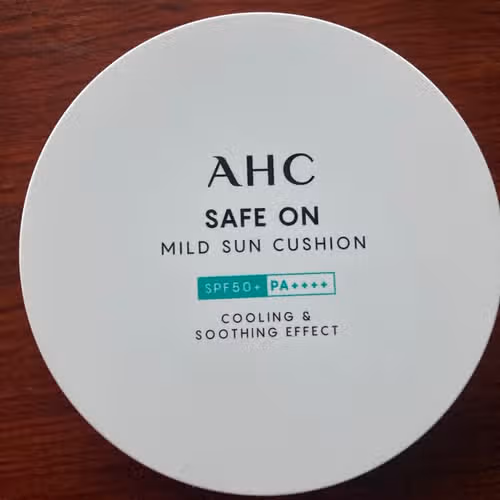 AHC
SAFE ON
MILD SUN CUSHION
SPF50+ PA++++
COOLING &
SOOTHING EFFECT